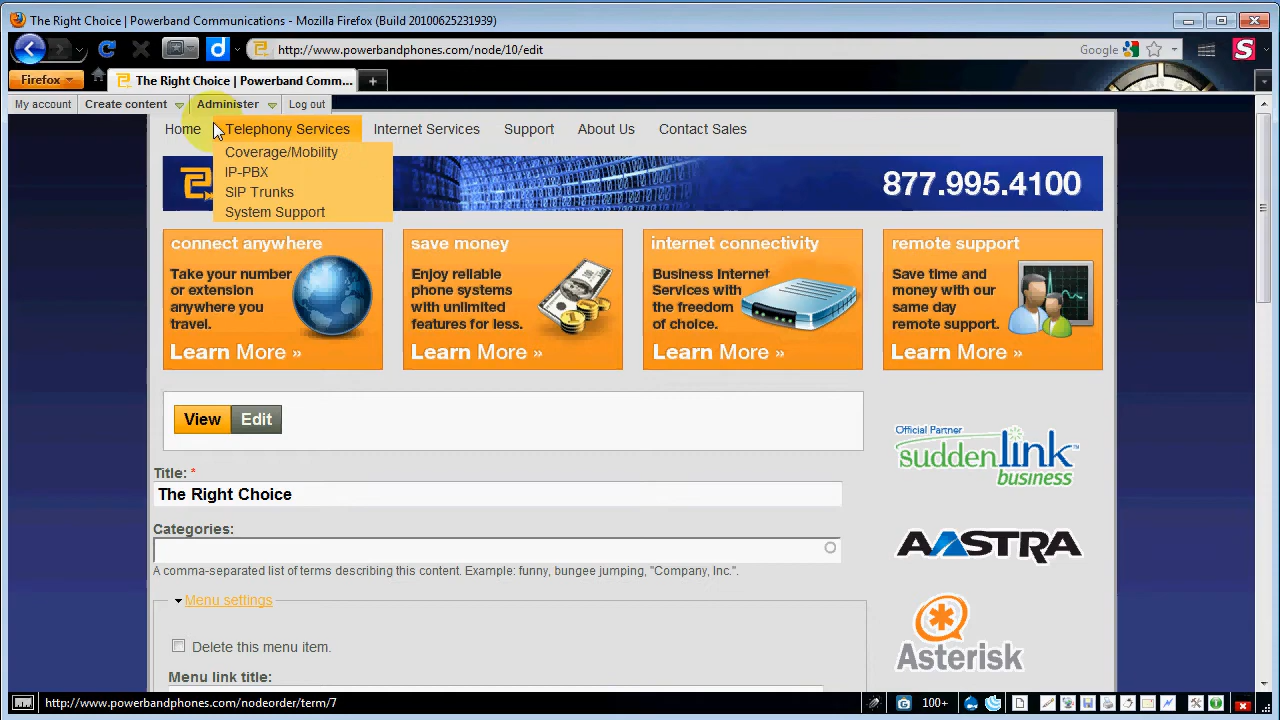 The Right Choice | Powerband Communications - Mozilla Firefox (Build 20100625231939)
http://www.powerbandphones.com/node/10/edit
Google
Firefox
The Right Choice | Powerband Comm...
My account Create content Administer Log out
Home Telephony Services Internet Services Support About Us Contact Sales
Coverage/Mobility
IP-PBX
SIP Trunks
System Support
877.995.4100
connect anywhere
Take your number
or extension
anywhere you
travel.
Learn More »
save money
Enjoy reliable
phone systems
with unlimited
features for less.
Learn More »
internet connectivity
Business Internet
Services with
the freedom
of choice.
Learn More »
remote support
Save time and
money with our
same day
remote support.
Learn More »
View Edit
Title: *
The Right Choice
Categories:
A comma-separated list of terms describing this content. Example: funny, bungee jumping, "Company, Inc.".
Menu settings
Delete this menu item.
Menu link title:
Official Partner
suddenlink™
business
AASTRA
Asterisk
http://www.powerbandphones.com/nodeorder/term/7
100+